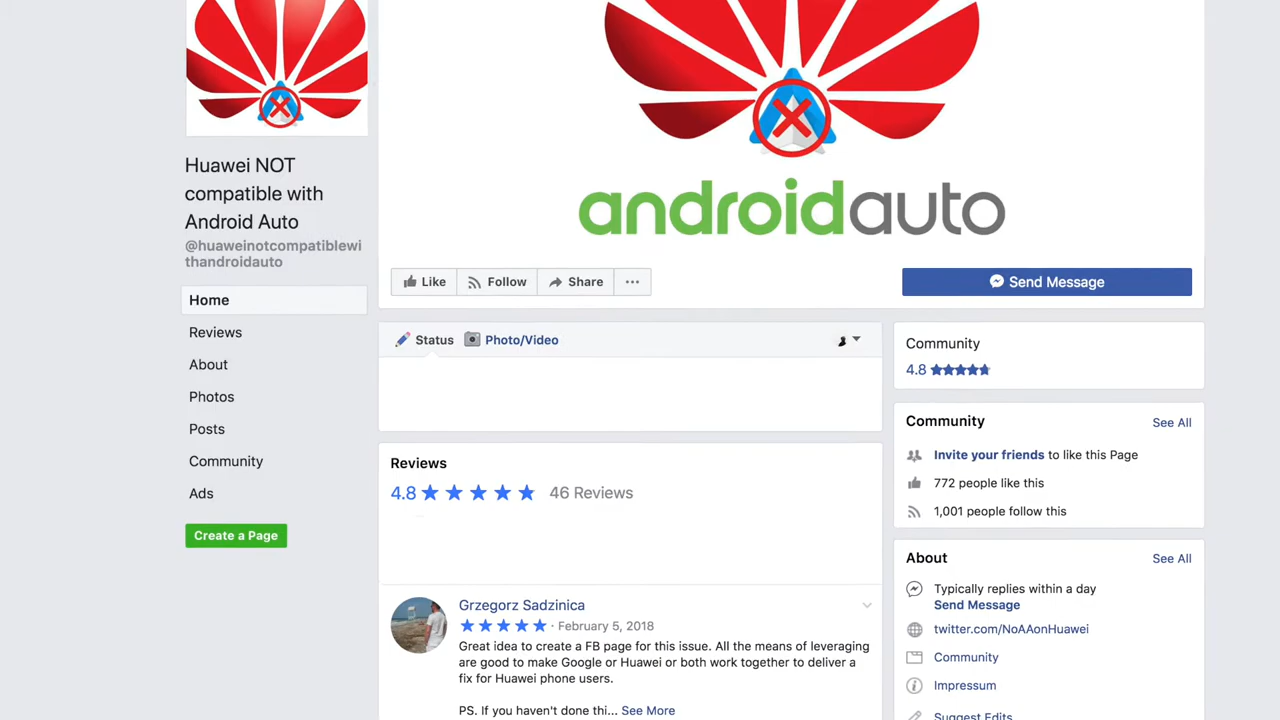 Huawei NOT
compatible with
Android Auto
@huaweinotcompatiblewi
thandroidauto
Home
Reviews
About
Photos
Posts
Community
Ads
Create a Page
androidauto
Like
Follow
Share
...
Send Message
Status
Photo/Video
Reviews
4.8
46 Reviews
Grzegorz Sadzinica
· February 5, 2018
Great idea to create a FB page for this issue. All the means of leveraging
are good to make Google or Huawei or both work together to deliver a
fix for Huawei phone users.
PS. If you haven't done thi... See More
Community
4.8
Community See All
Invite your friends to like this Page
772 people like this
1,001 people follow this
About See All
Typically replies within a day
Send Message
twitter.com/NoAAonHuawei
Community
Impressum
Suggest Edits